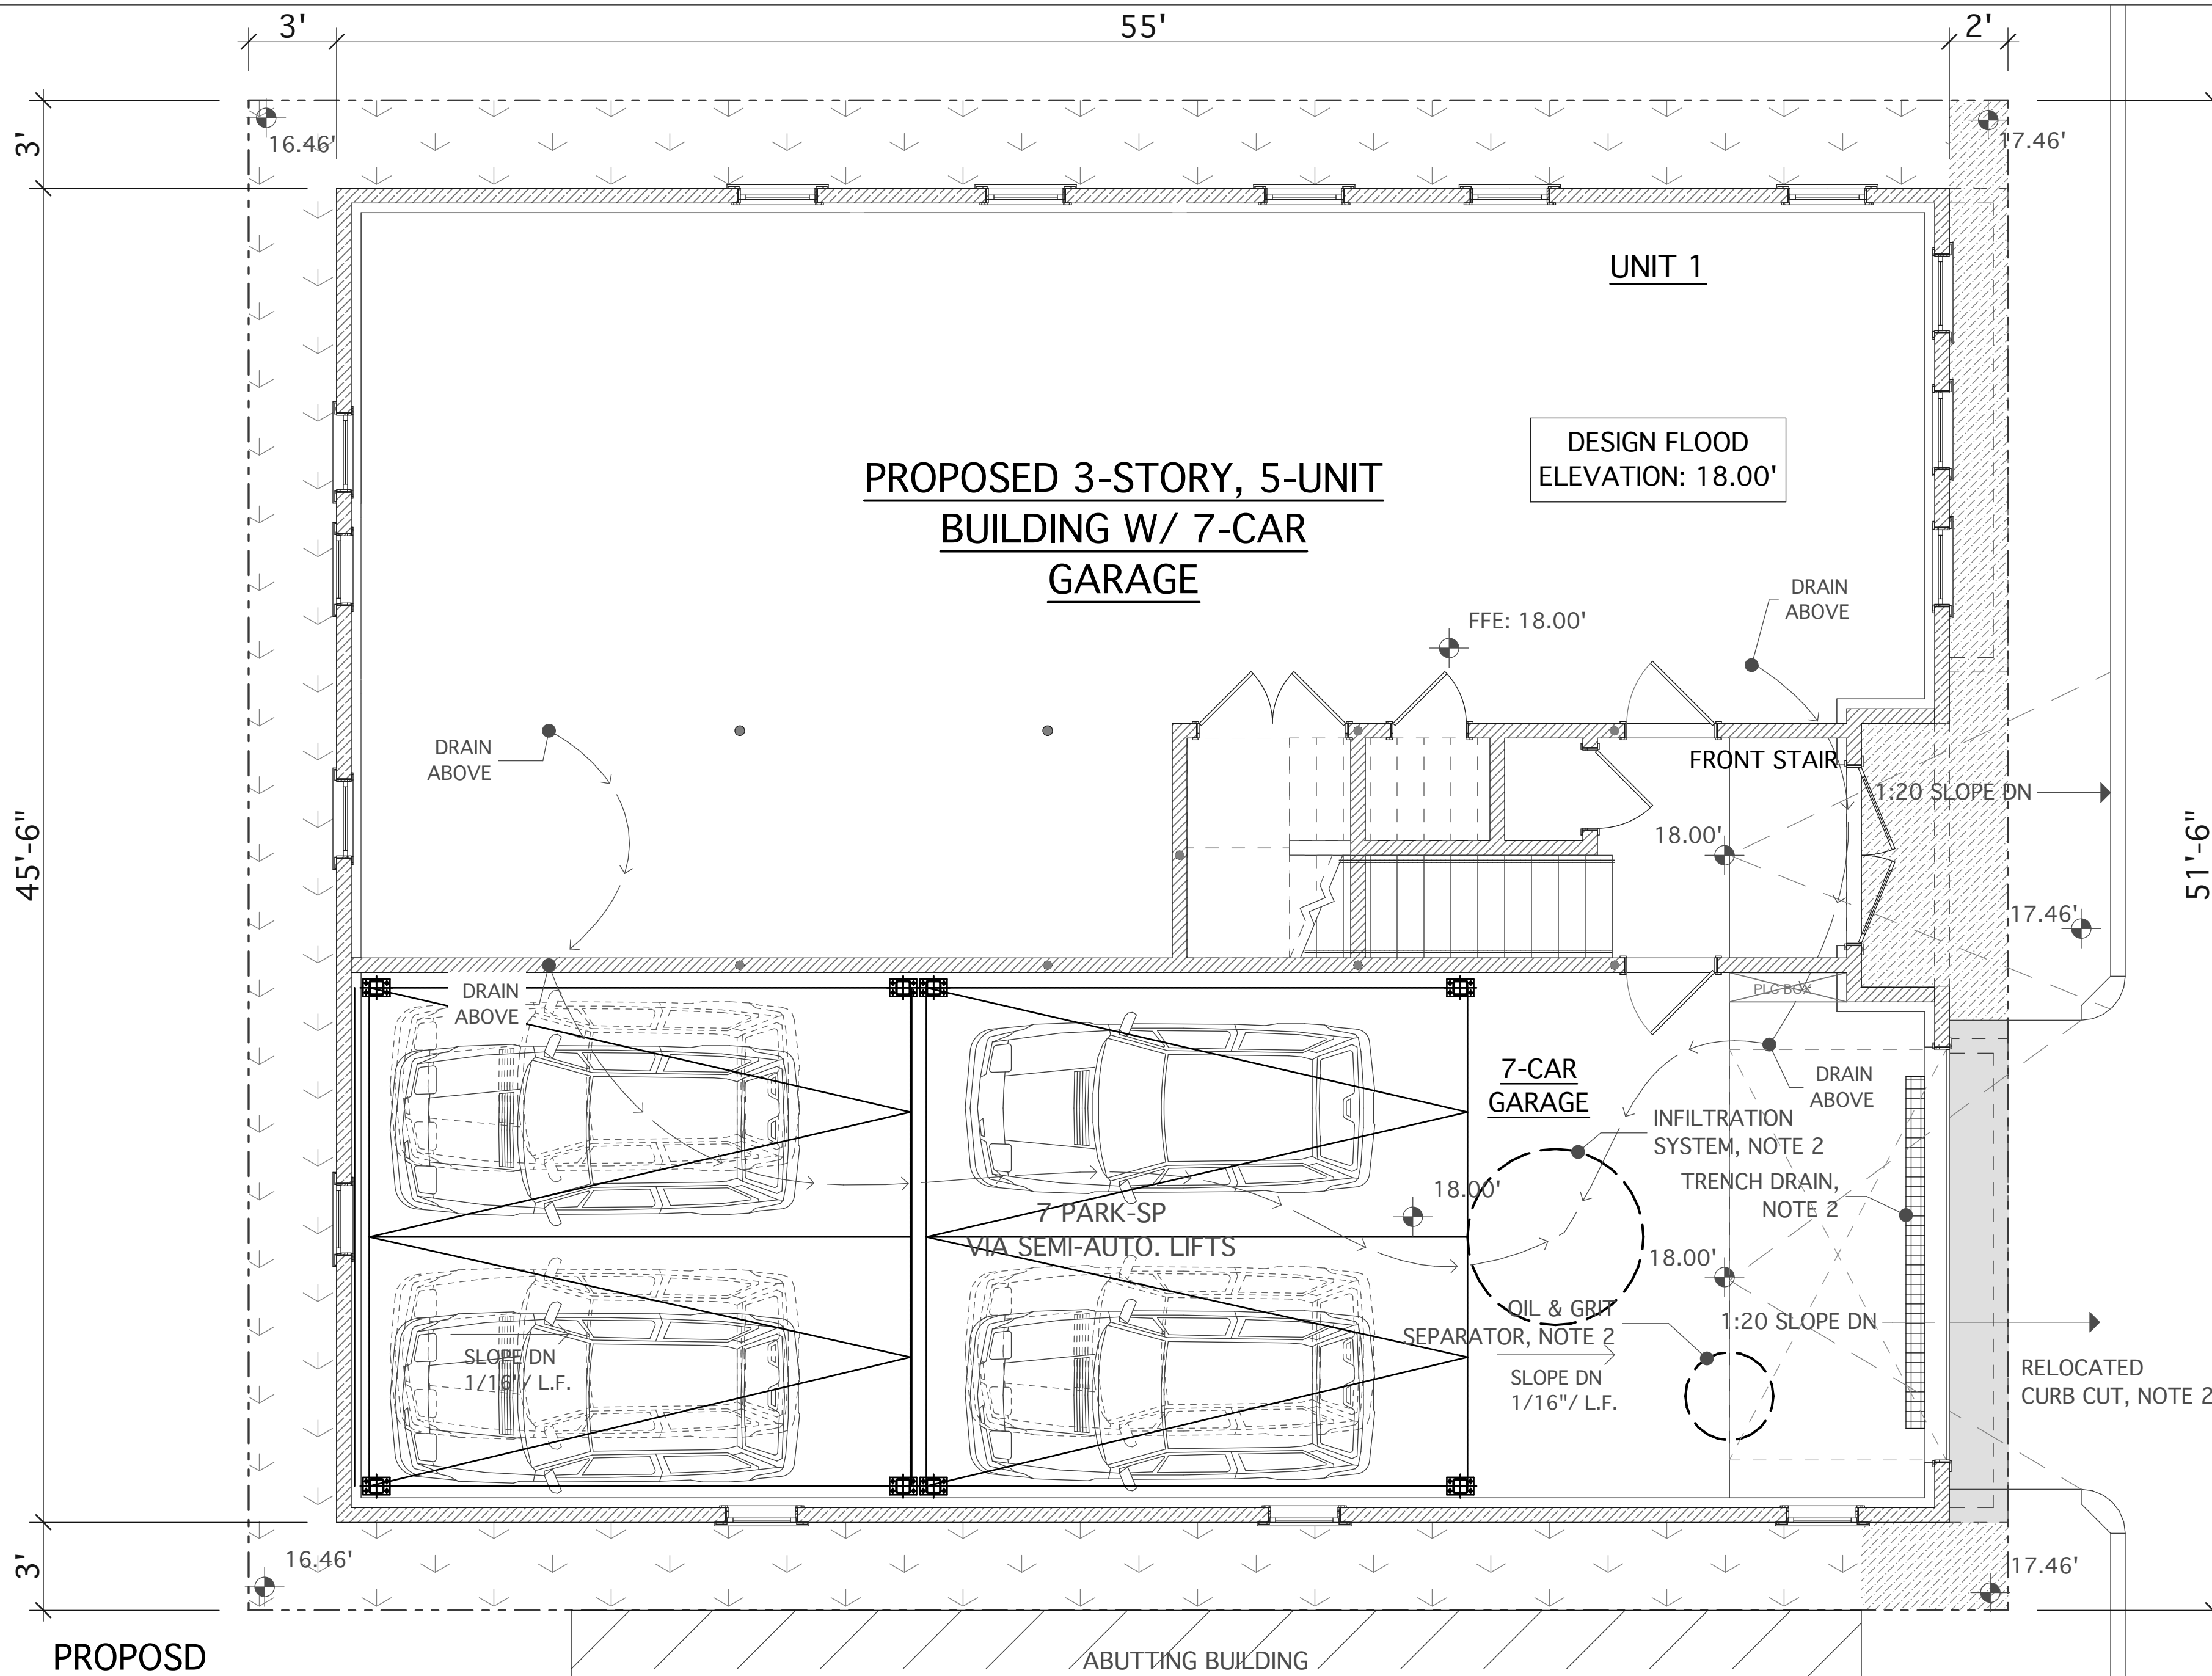 3'
55'
2'
3'
16.46'
17.46'
UNIT 1
DESIGN FLOOD
ELEVATION: 18.00'
PROPOSED 3-STORY, 5-UNIT
BUILDING W/ 7-CAR
GARAGE
DRAIN
ABOVE
FFE: 18.00'
DRAIN
ABOVE
FRONT STAIR
1:20 SLOPE DN
18.00'
45'-6"
51'-6"
17.46'
DRAIN
ABOVE
PLC BOX
7-CAR
GARAGE
DRAIN
ABOVE
INFILTRATION
SYSTEM, NOTE 2
TRENCH DRAIN,
NOTE 2
18.00'
7 PARK-SP
VIA SEMI-AUTO. LIFTS
18.00'
OIL & GRIT
SEPARATOR, NOTE 2
1:20 SLOPE DN
SLOPE DN
1/16"/ L.F.
SLOPE DN
1/16"/ L.F.
RELOCATED
CURB CUT, NOTE 2
3'
16.46'
17.46'
PROPOSD
ABUTTING BUILDING